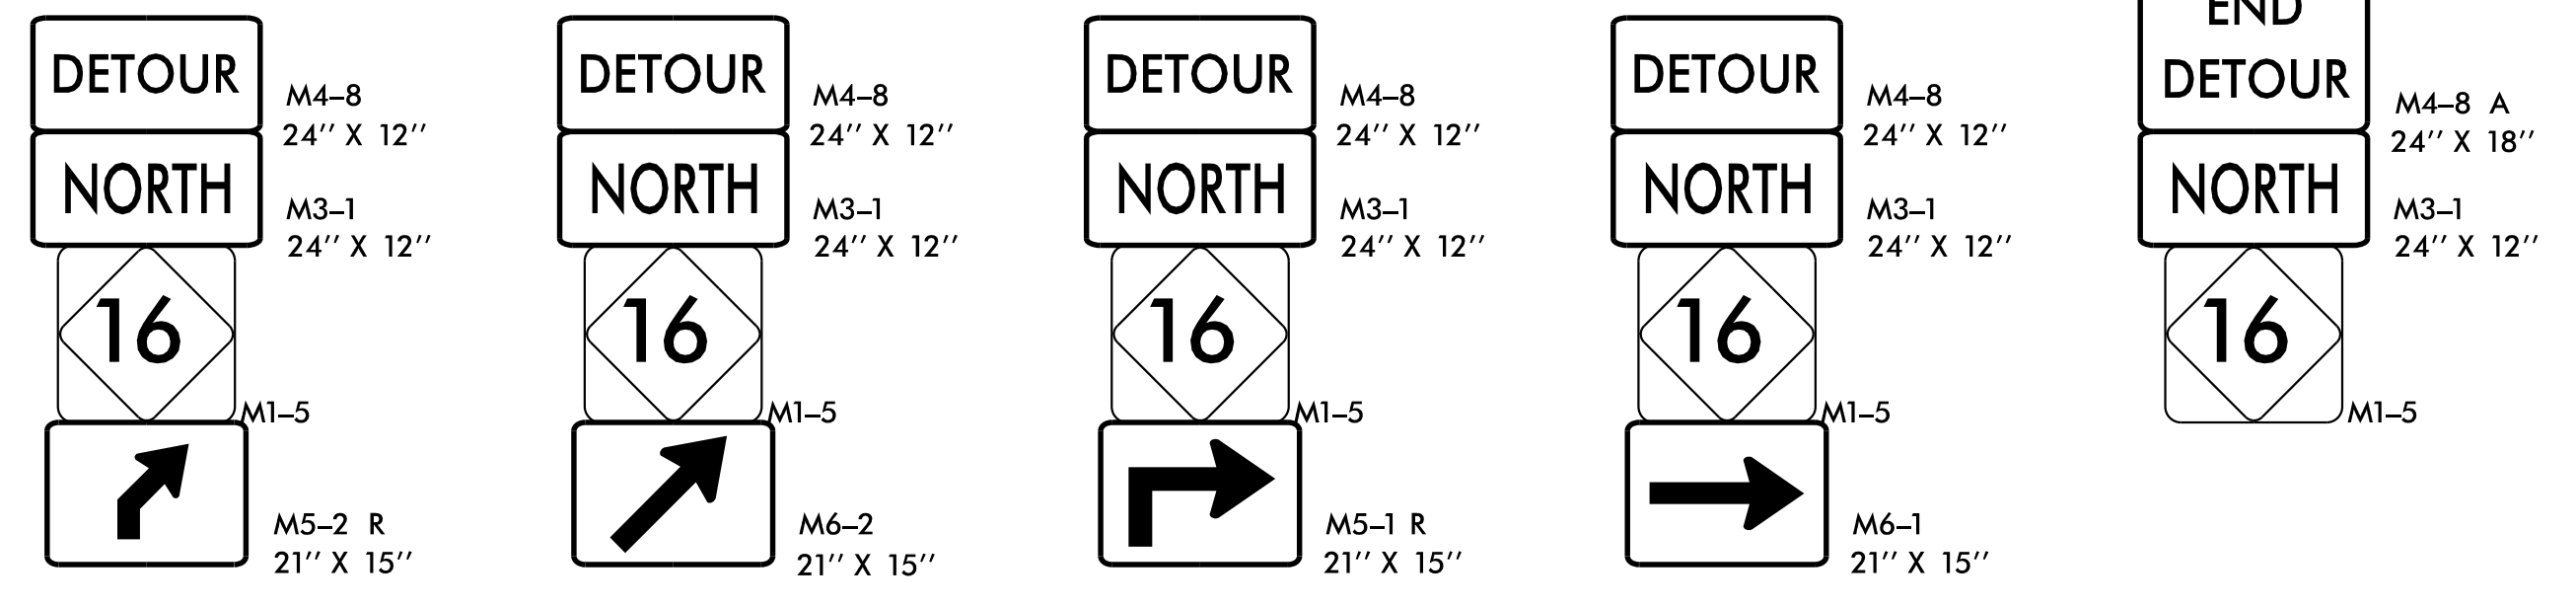 DETOUR
M4–8
24'' X 12''
NORTH
M3–1
24'' X 12''
16
M1–5
M5–2 R
21'' X 15''
DETOUR
M4–8
24'' X 12''
NORTH
M3–1
24'' X 12''
16
M1–5
M6–2
21'' X 15''
DETOUR
M4–8
24'' X 12''
NORTH
M3–1
24'' X 12''
16
M1–5
M5–1 R
21'' X 15''
DETOUR
M4–8
24'' X 12''
NORTH
M3–1
24'' X 12''
16
M1–5
M6–1
21'' X 15''
END
DETOUR
M4–8 A
24'' X 18''
NORTH
M3–1
24'' X 12''
16
M1–5